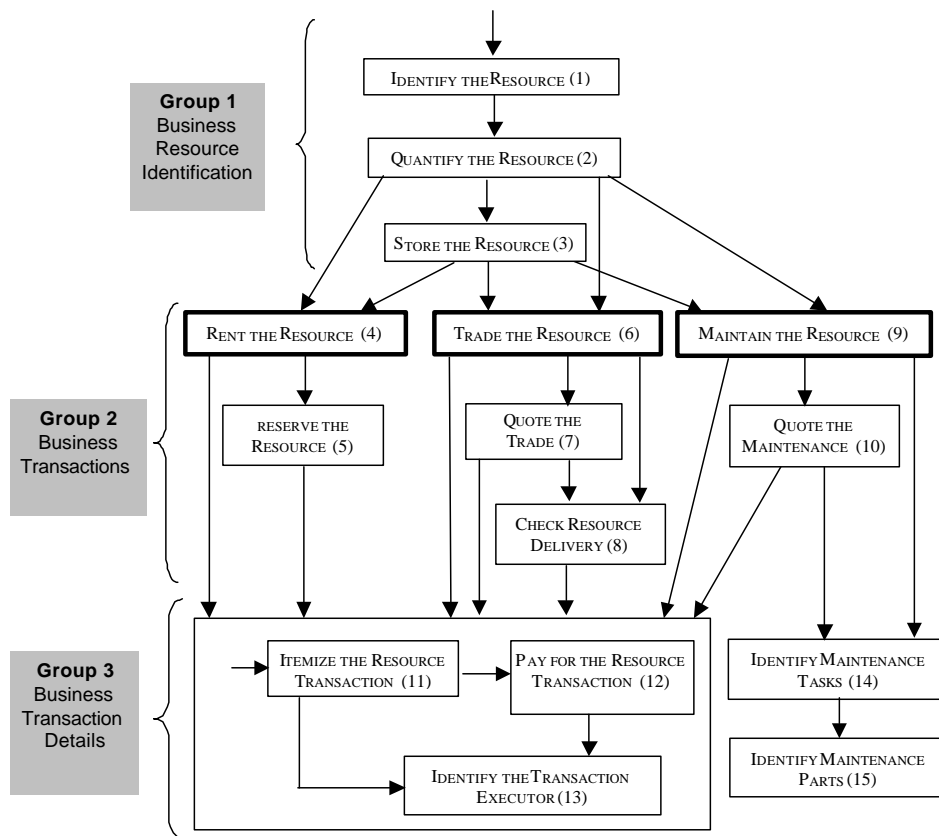 IDENTIFY THE RESOURCE (1)
Group 1
Business
Resource
Identification
QUANTIFY THE RESOURCE (2)
STORE THE RESOURCE (3)
RENT THE RESOURCE (4)
TRADE THE RESOURCE (6)
MAINTAIN THE RESOURCE (9)
Group 2
Business
Transactions
RESERVE THE
RESOURCE (5)
QUOTE THE
TRADE (7)
QUOTE THE
MAINTENANCE (10)
CHECK RESOURCE
DELIVERY (8)
Group 3
Business
Transaction
Details
ITEMIZE THE RESOURCE
TRANSACTION (11)
PAY FOR THE RESOURCE
TRANSACTION (12)
IDENTIFY MAINTENANCE
TASKS (14)
IDENTIFY THE TRANSACTION
EXECUTOR (13)
IDENTIFY MAINTENANCE
PARTS (15)